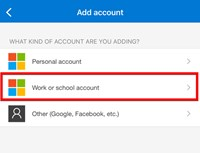 Add account
WHAT KIND OF ACCOUNT ARE YOU ADDING?
Personal account
Work or school account
Other (Google, Facebook, etc.)